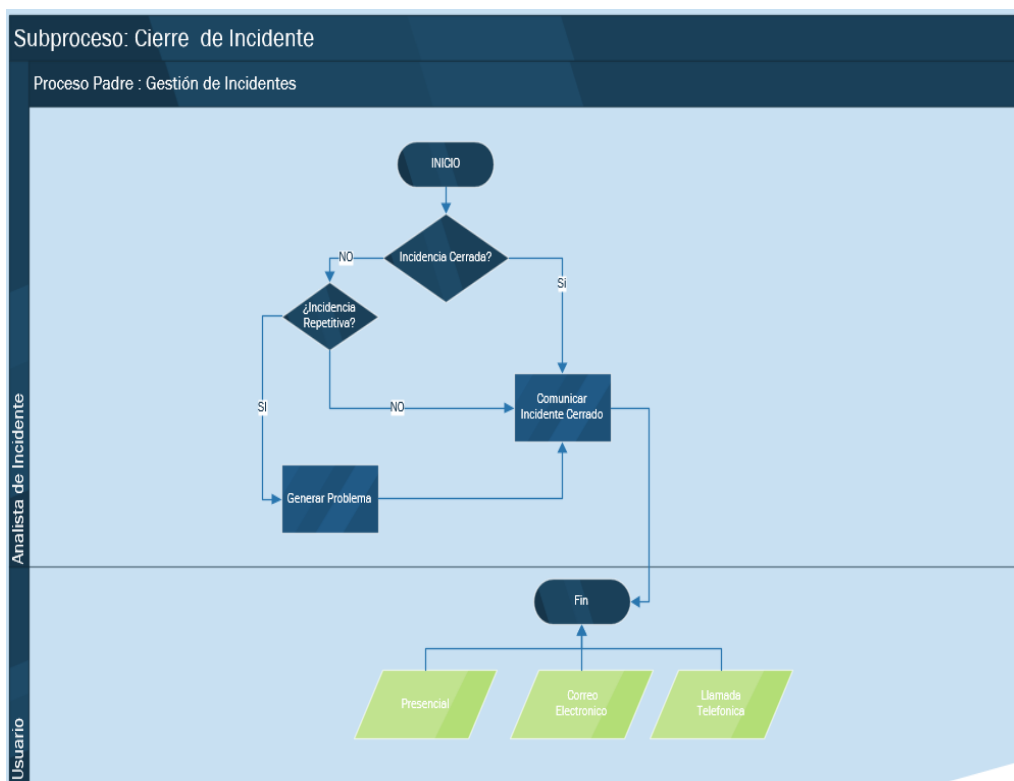 Subproceso: Cierre de Incidente
Proceso Padre : Gestión de Incidentes
Analista de Incidente
INICIO
Incidencia Cerrada?
NO
Si
¿Incidencia
Repetitiva?
SI
NO
Comunicar
Incidente Cerrado
Generar Problema
Usuario
Fin
Presencial
Correo
Electronico
Llamada
Telefonica